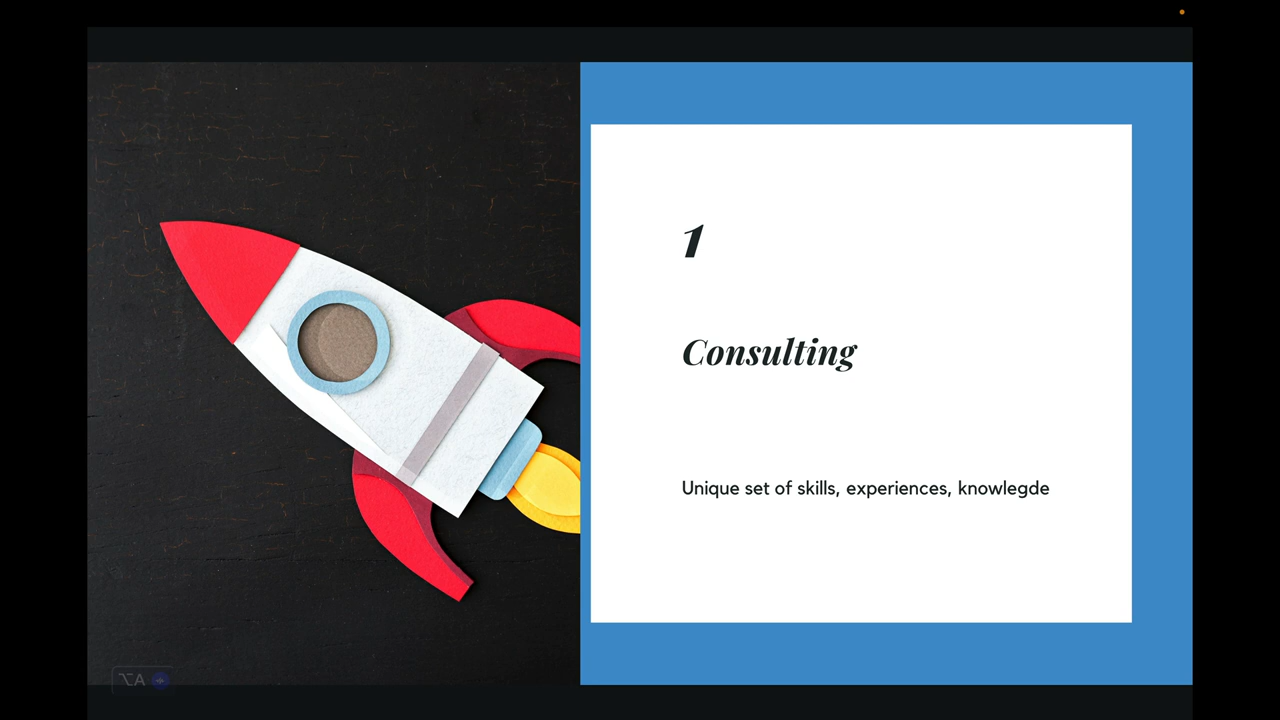 1
Consulting
Unique set of skills, experiences, knowlegde
⌥A